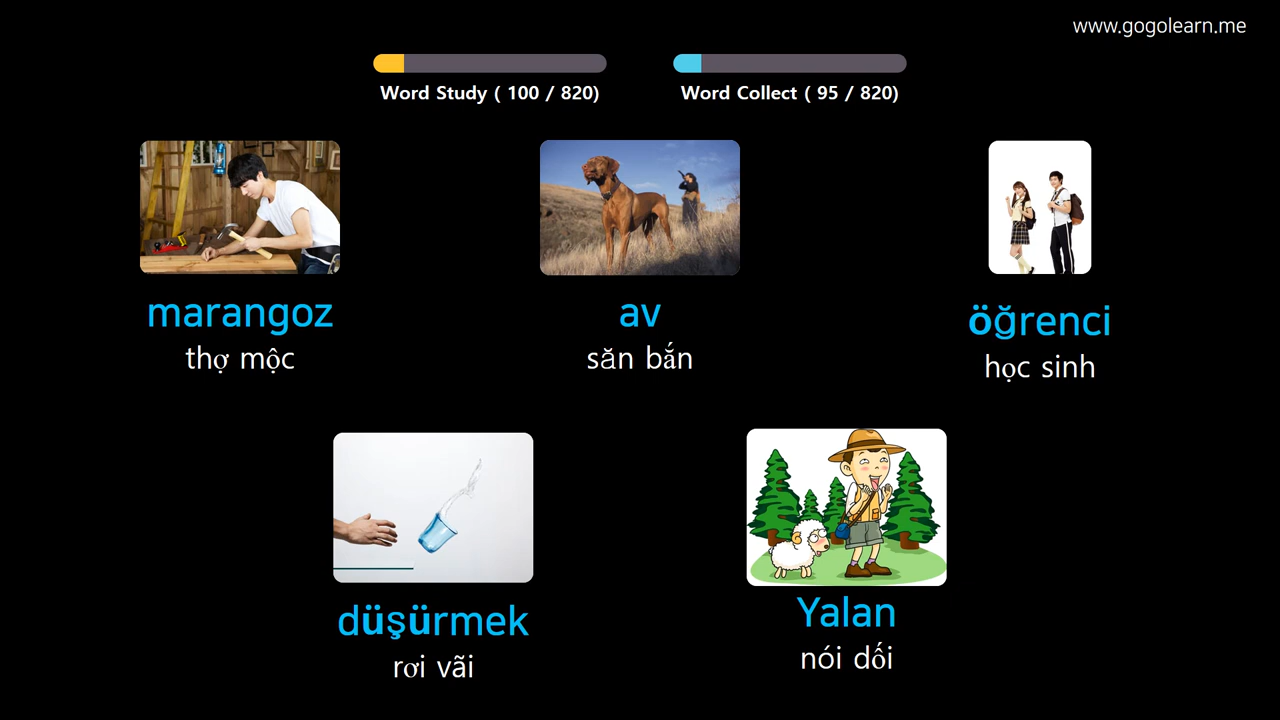 www.gogolearn.me
Word Study ( 100 / 820)
Word Collect ( 95 / 820)
marangoz
thợ mộc
av
săn bắn
öğrenci
học sinh
düşürmek
rơi vãi
Yalan
nói dối